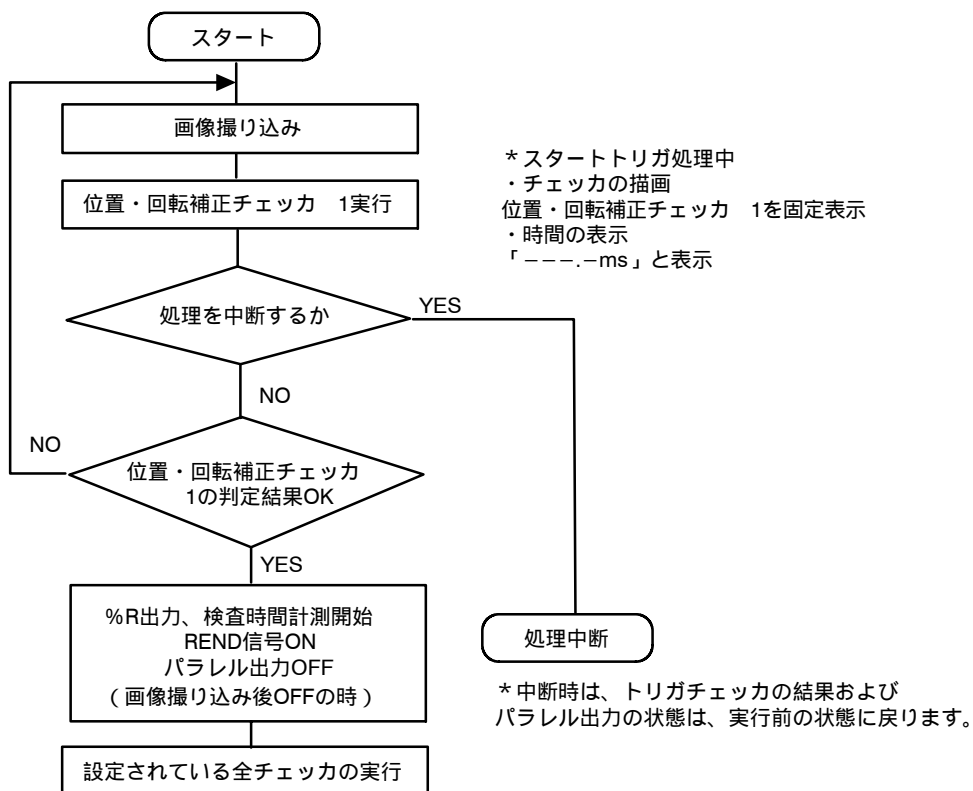 スタート
画像撮り込み
位置・回転補正チェッカ　1実行
*スタートトリガ処理中
・チェッカの描画
位置・回転補正チェッカ　1を固定表示
・時間の表示
「−−−.−ms」と表示
処理を中断するか
YES
NO
NO
位置・回転補正チェッカ
1の判定結果OK
YES
%R出力、検査時間計測開始
REND信号ON
パラレル出力OFF
(画像撮り込み後OFFの時)
処理中断
*中断時は、トリガチェッカの結果および
パラレル出力の状態は、実行前の状態に戻ります。
設定されている全チェッカの実行